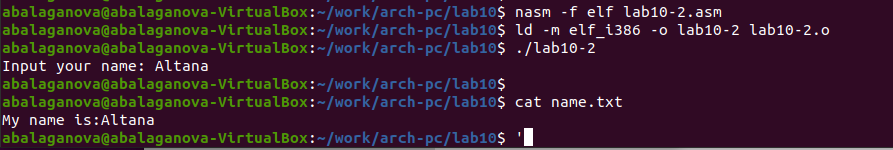 abalaganova@abalaganova-VirtualBox:~/work/arch-pc/lab10$ nasm -f elf lab10-2.asm
abalaganova@abalaganova-VirtualBox:~/work/arch-pc/lab10$ ld -m elf_i386 -o lab10-2 lab10-2.o
abalaganova@abalaganova-VirtualBox:~/work/arch-pc/lab10$ ./lab10-2
Input your name: Altana
abalaganova@abalaganova-VirtualBox:~/work/arch-pc/lab10$
abalaganova@abalaganova-VirtualBox:~/work/arch-pc/lab10$ cat name.txt
My name is:Altana
abalaganova@abalaganova-VirtualBox:~/work/arch-pc/lab10$ '